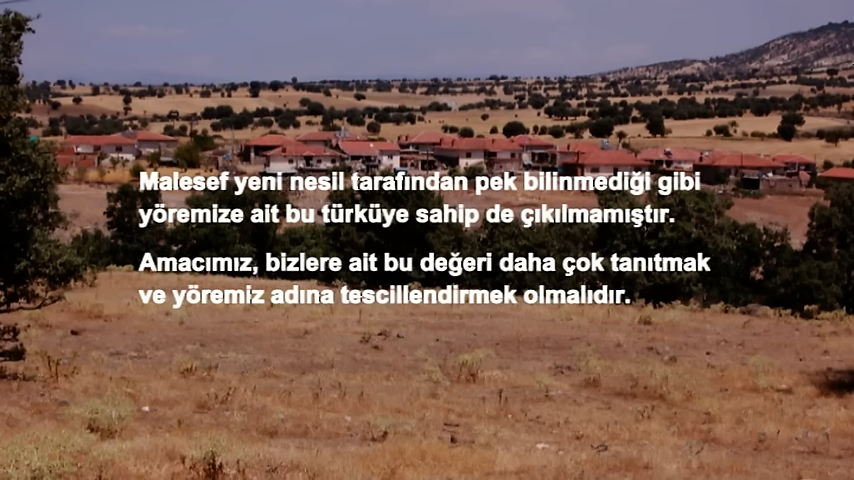 Malesef yeni nesil tarafından pek bilinmediği gibi
yöremize ait bu türküye sahip de çıkılmamıştır.
Amacımız, bizlere ait bu değeri daha çok tanıtmak
ve yöremiz adına tescillendirmek olmalıdır.